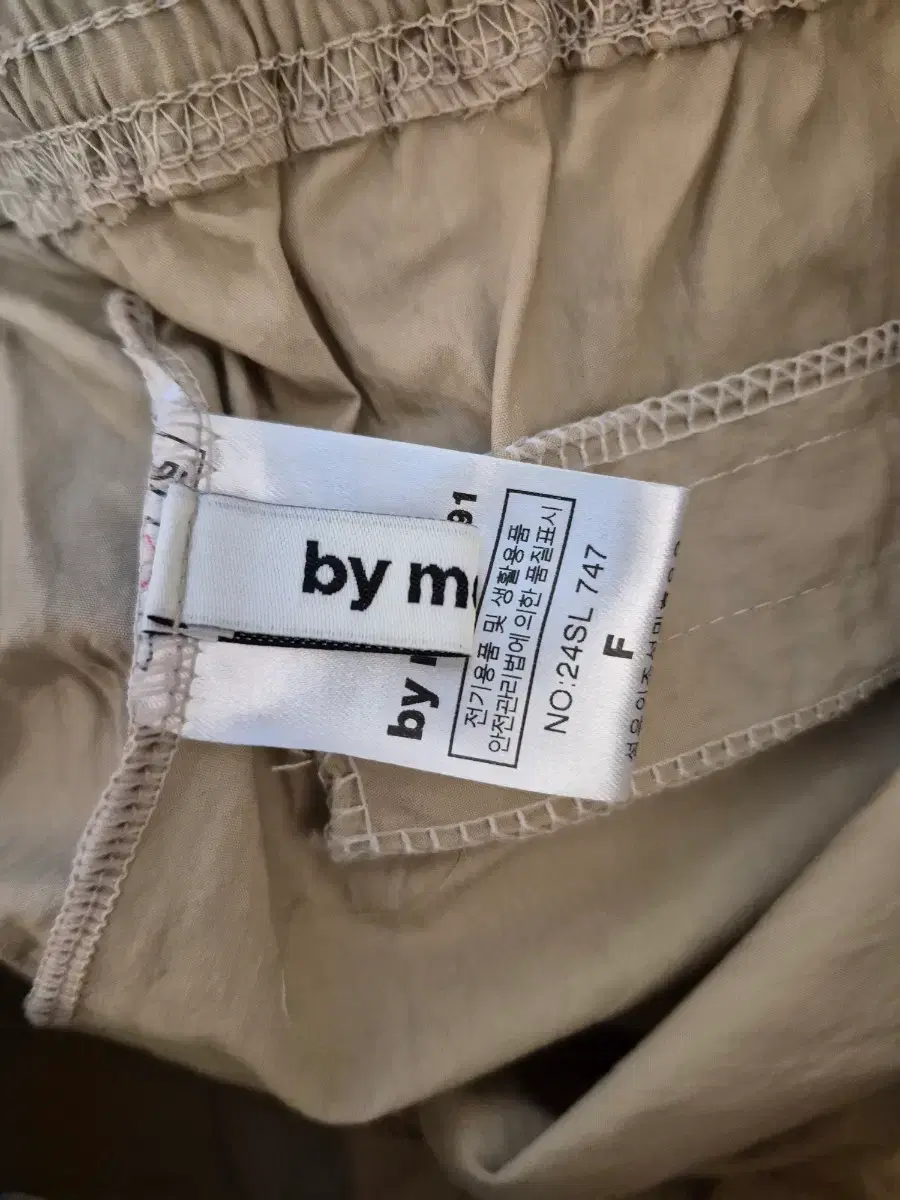 by m
91
by
전기용품 및 생활용품
안전관리법에 의한 품질표시
NO:24SL 747
F